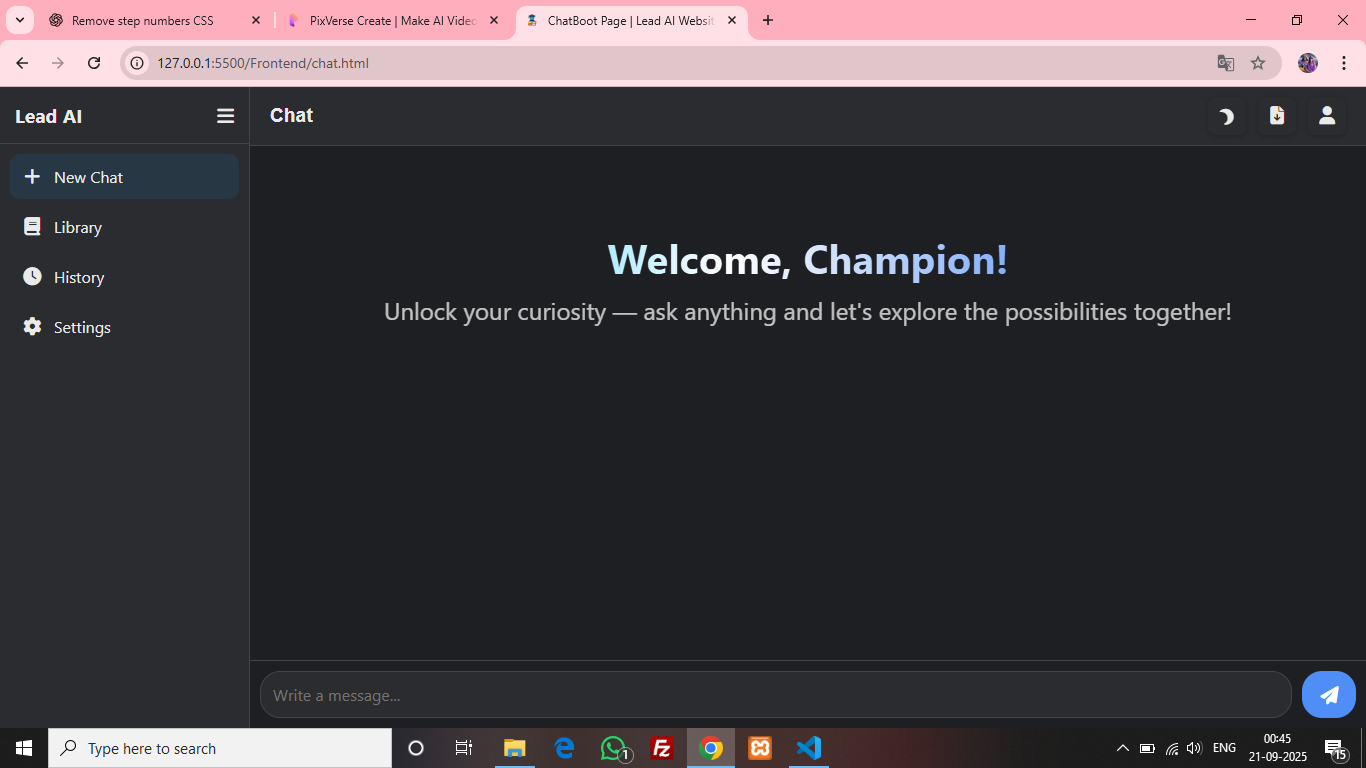 Remove step numbers CSS
PixVerse Create | Make AI Video
ChatBoot Page | Lead AI Websit
127.0.0.1:5500/Frontend/chat.html
Lead AI
Chat
New Chat
Library
History
Settings
Welcome, Champion!
Unlock your curiosity — ask anything and let's explore the possibilities together!
Write a message...
Type here to search
1
Fz
ENG
00:45
21-09-2025
15